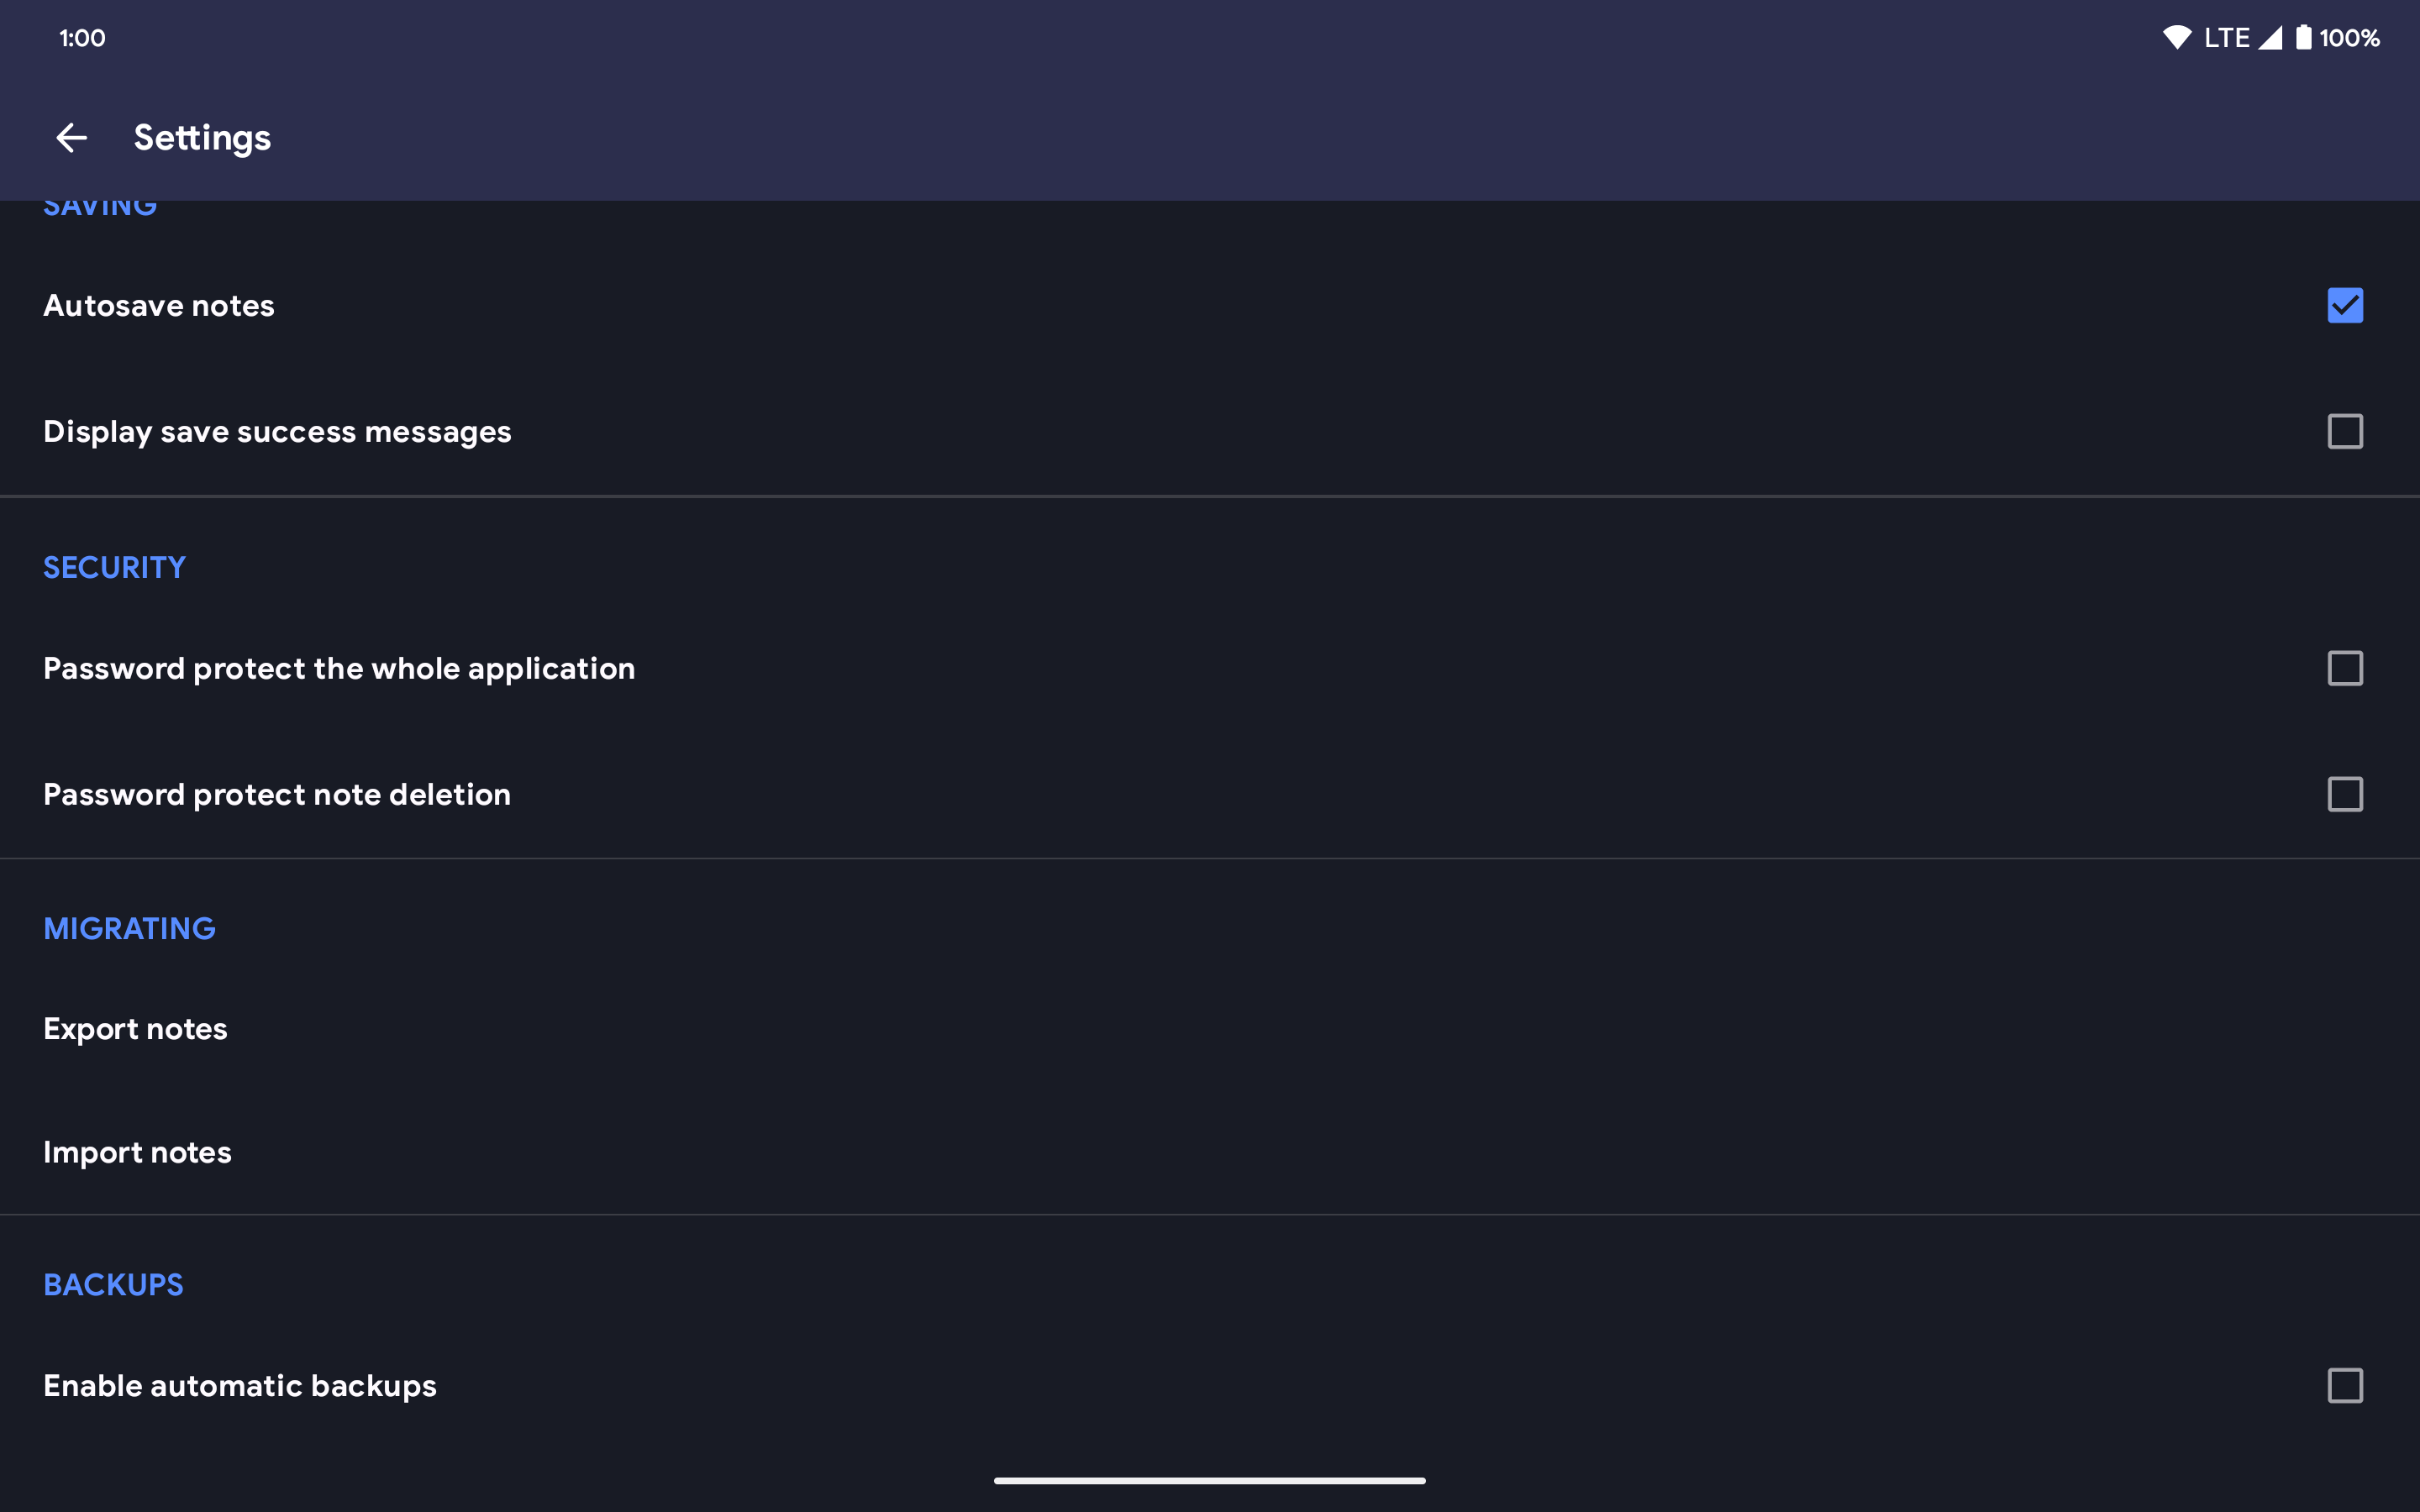 1:00
LTE
100%
Settings
SAVING
Autosave notes
Display save success messages
SECURITY
Password protect the whole application
Password protect note deletion
MIGRATING
Export notes
Import notes
BACKUPS
Enable automatic backups